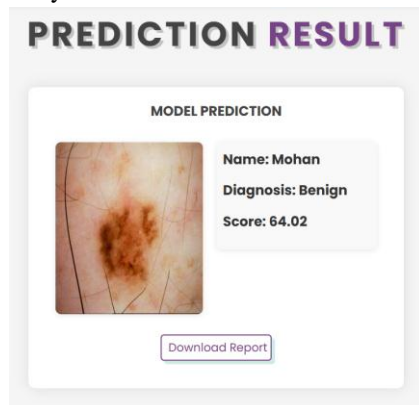 PREDICTION RESULT
MODEL PREDICTION
Name: Mohan
Diagnosis: Benign
Score: 64.02
Download Report